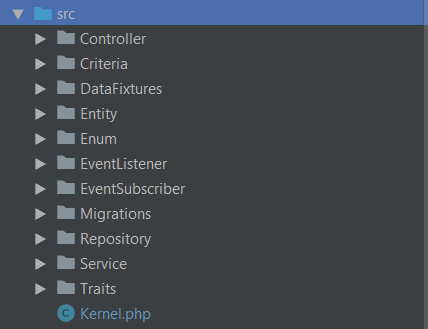 src
Controller
Criteria
DataFixtures
Entity
Enum
EventListener
EventSubscriber
Migrations
Repository
Service
Traits
C Kernel.php